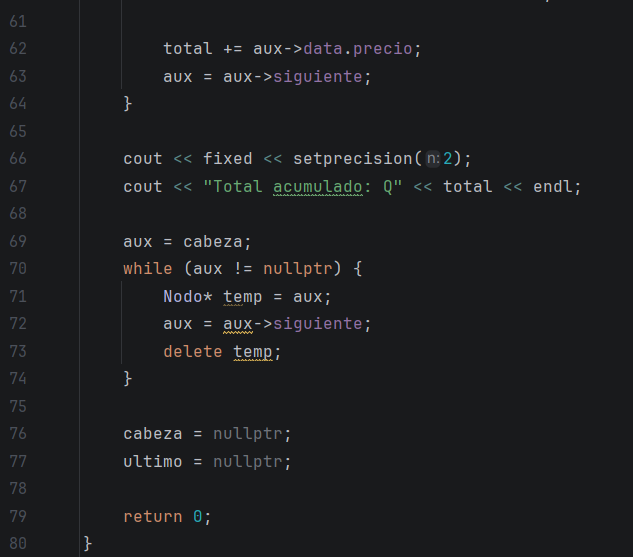 61
62 total += aux->data.precio;
63 aux = aux->siguiente;
64 }
65
66 cout << fixed << setprecision(n:2);
67 cout << "Total acumulado: Q" << total << endl;
68
69 aux = cabeza;
70 while (aux != nullptr) {
71 Nodo* temp = aux;
72 aux = aux->siguiente;
73 delete temp;
74 }
75
76 cabeza = nullptr;
77 ultimo = nullptr;
78
79 return 0;
80 }